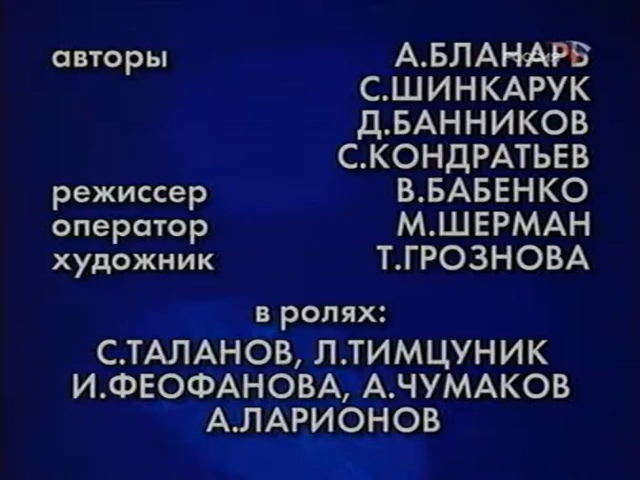 авторы А.БЛАНАРЬ
С.ШИНКАРУК
Д.БАННИКОВ
С.КОНДРАТЬЕВ
режиссер В.БАБЕНКО
оператор М.ШЕРМАН
художник Т.ГРОЗНОВА
в ролях:
С.ТАЛАНОВ, Л.ТИМЦУНИК
И.ФЕОФАНОВА, А.ЧУМАКОВ
А.ЛАРИОНОВ